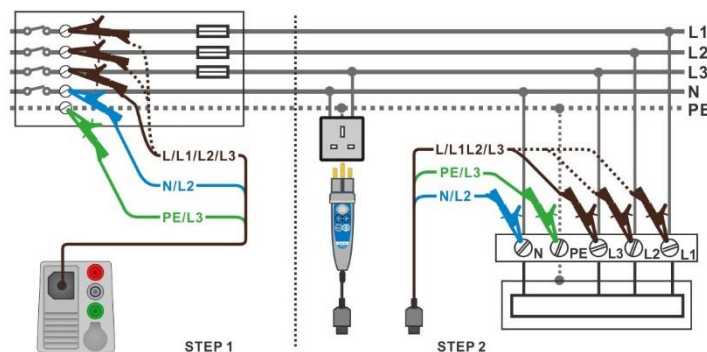 L1
L2
L3
N
PE
L/L1/L2/L3
N/L2
PE/L3
L/L1L2/L3
PE/L3
N/L2
N
PE
L3
L2
L1
STEP 1
STEP 2